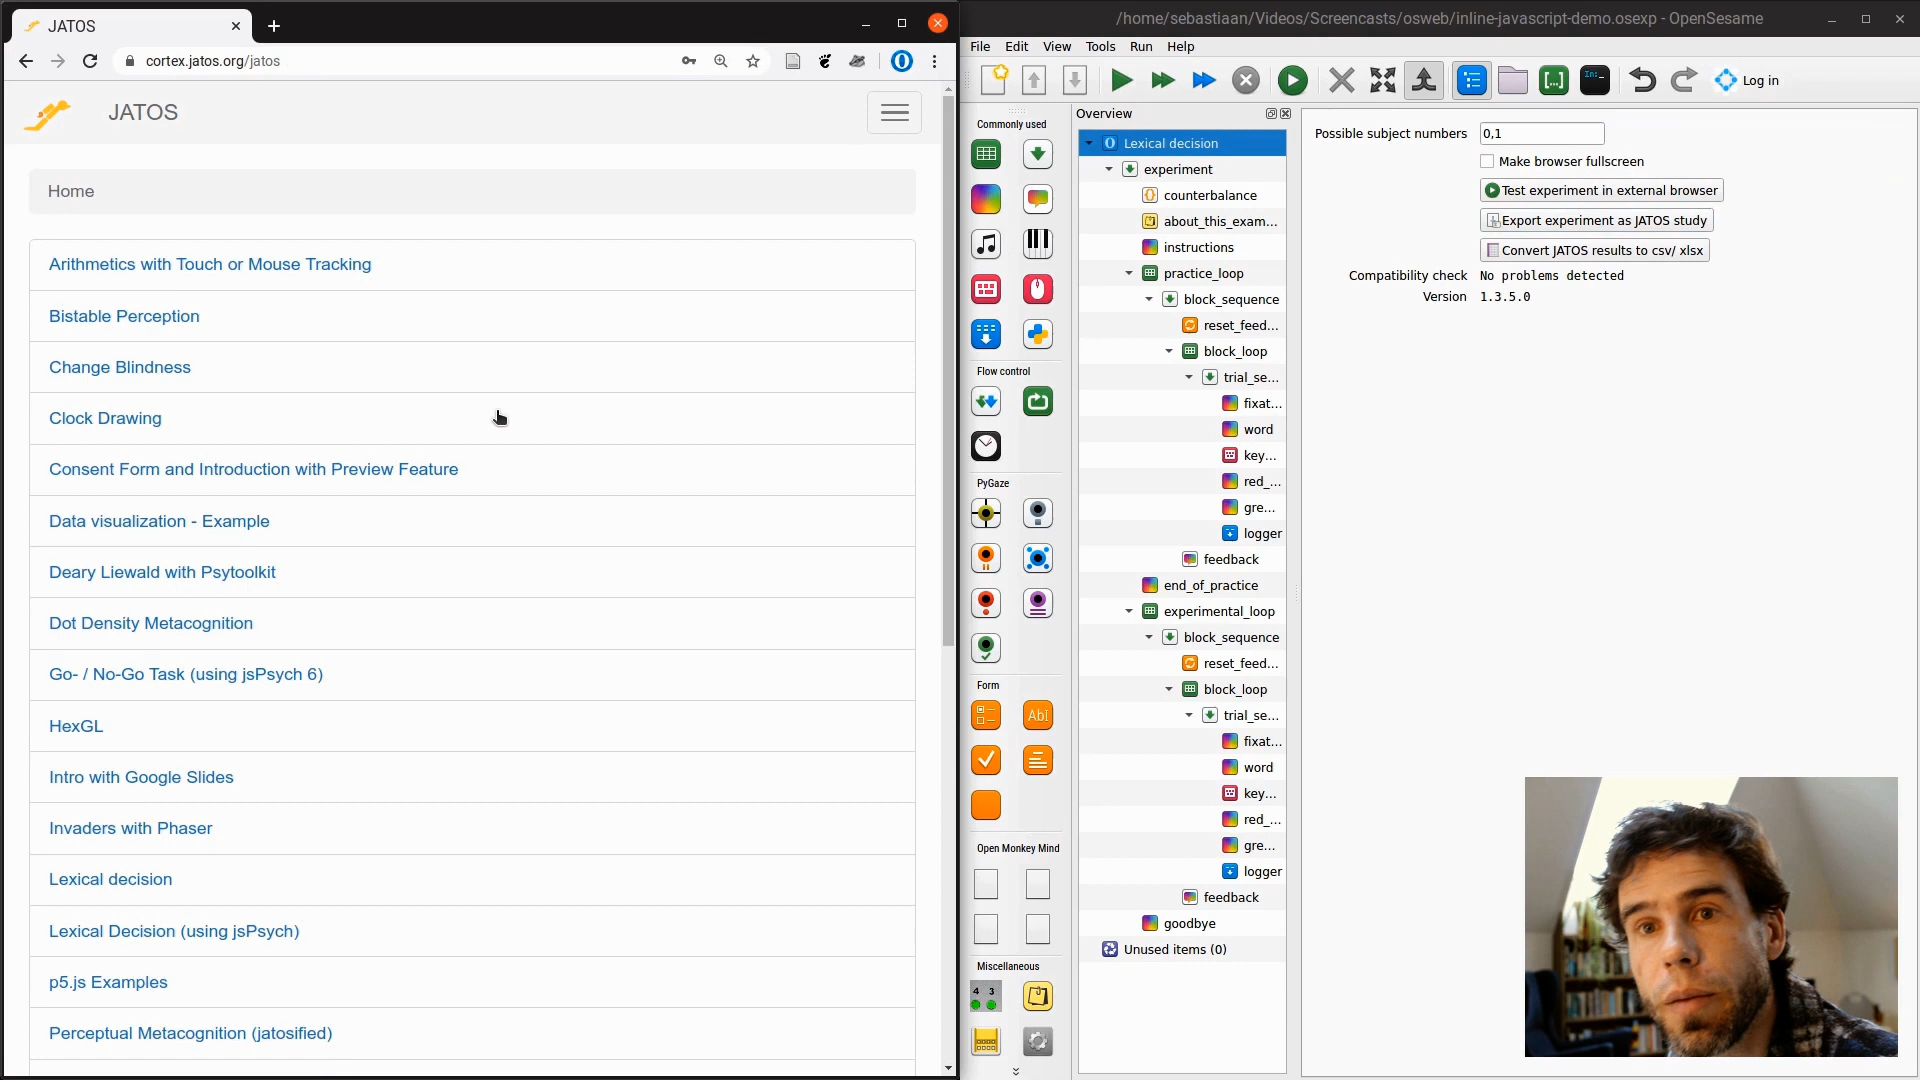 JATOS
cortex.jatos.org/jatos
JATOS
Home
Arithmetics with Touch or Mouse Tracking
Bistable Perception
Change Blindness
Clock Drawing
Consent Form and Introduction with Preview Feature
Data visualization - Example
Deary Liewald with Psytoolkit
Dot Density Metacognition
Go- / No-Go Task (using jsPsych 6)
HexGL
Intro with Google Slides
Invaders with Phaser
Lexical decision
Lexical Decision (using jsPsych)
p5.js Examples
Perceptual Metacognition (jatosified)
/home/sebastiaan/Videos/Screencasts/osweb/inline-javascript-demo.osexp - OpenSesame
File Edit View Tools Run Help
In:_
Log in
Commonly used
Flow control
PyGaze
Form
Abi
Open Monkey Mind
Miscellaneous
4 3
Overview
Lexical decision
experiment
counterbalance
about_this_exam...
instructions
practice_loop
block_sequence
reset_feed...
block_loop
trial_se...
fixat...
word
key...
red_...
gre...
logger
feedback
end_of_practice
experimental_loop
block_sequence
reset_feed...
block_loop
trial_se...
fixat...
word
key...
red_...
gre...
logger
feedback
goodbye
Unused items (0)
Possible subject numbers 0,1
Make browser fullscreen
Test experiment in external browser
Export experiment as JATOS study
Convert JATOS results to csv/ xlsx
Compatibility check No problems detected
Version 1.3.5.0